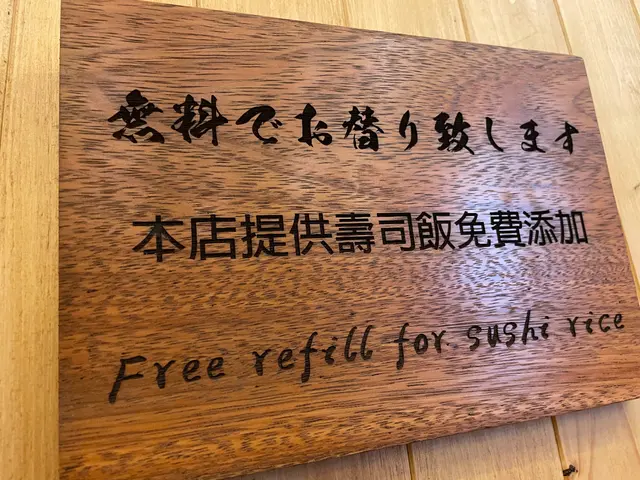 無料でお替り致します
本店提供壽司飯免費添加
Free refill for sushi rice